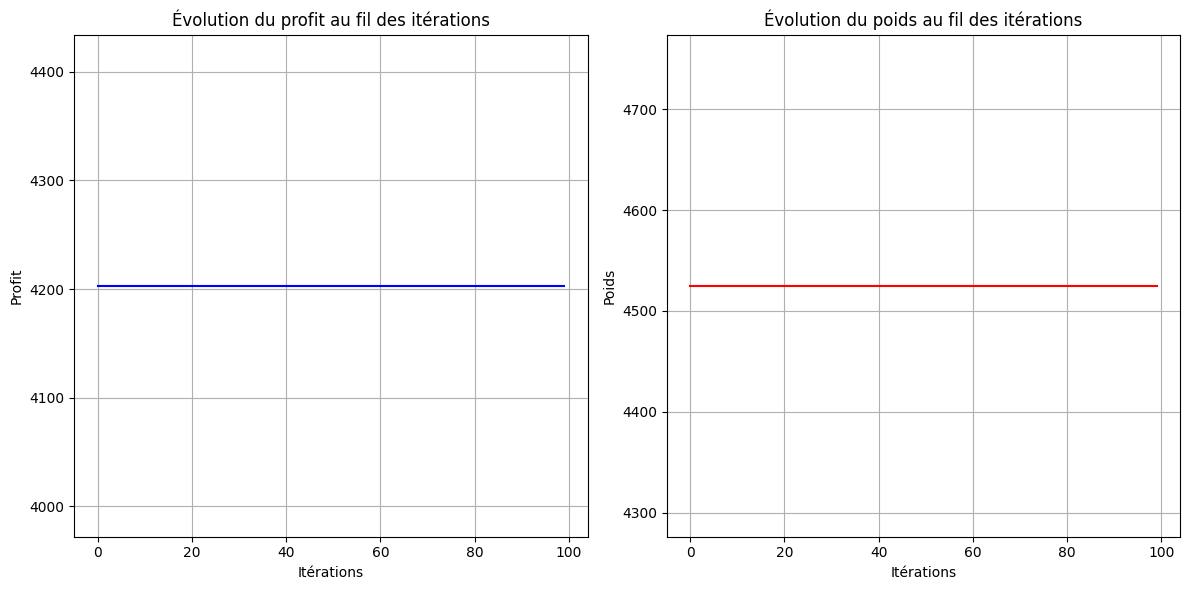 Évolution du profit au fil des itérations
4400
4300
4200
4100
4000
Profit
0 20 40 60 80 100
Itérations
Évolution du poids au fil des itérations
4700
4600
4500
4400
4300
Poids
0 20 40 60 80 100
Itérations